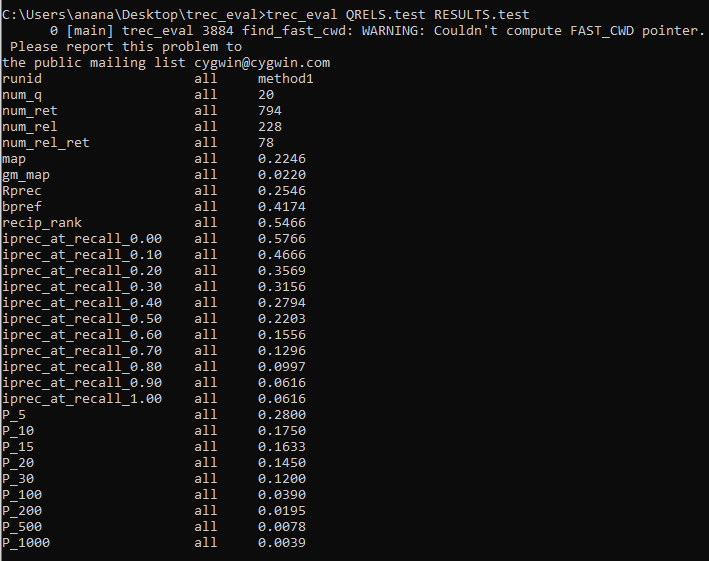 C:\Users\anana\Desktop\trec_eval>trec_eval QRELS.test RESULTS.test
      0 [main] trec_eval 3884 find_fast_cwd: WARNING: Couldn't compute FAST_CWD pointer.
 Please report this problem to
the public mailing list cygwin@cygwin.com
runid                   all     method1
num_q                   all     20
num_ret                 all     794
num_rel                 all     228
num_rel_ret             all     78
map                     all     0.2246
gm_map                  all     0.0220
Rprec                   all     0.2546
bpref                   all     0.4174
recip_rank              all     0.5466
iprec_at_recall_0.00    all     0.5766
iprec_at_recall_0.10    all     0.4666
iprec_at_recall_0.20    all     0.3569
iprec_at_recall_0.30    all     0.3156
iprec_at_recall_0.40    all     0.2794
iprec_at_recall_0.50    all     0.2203
iprec_at_recall_0.60    all     0.1556
iprec_at_recall_0.70    all     0.1296
iprec_at_recall_0.80    all     0.0997
iprec_at_recall_0.90    all     0.0616
iprec_at_recall_1.00    all     0.0616
P_5                     all     0.2800
P_10                    all     0.1750
P_15                    all     0.1633
P_20                    all     0.1450
P_30                    all     0.1200
P_100                   all     0.0390
P_200                   all     0.0195
P_500                   all     0.0078
P_1000                  all     0.0039